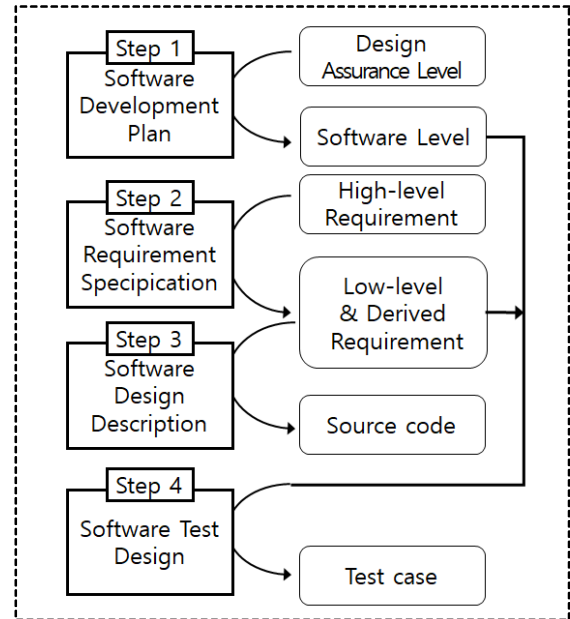 Step 1
Software
Development
Plan
Design
Assurance Level
Software Level
Step 2
Software
Requirement
Specipication
High-level
Requirement
Low-level
& Derived
Requirement
Step 3
Software
Design
Description
Source code
Step 4
Software Test
Design
Test case